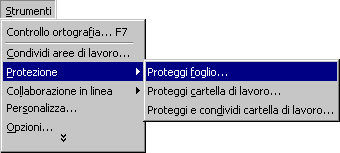 Strumenti
Controllo ortografia... F7
Condividi aree di lavoro...
Protezione
Proteggi foglio...
Collaborazione in linea
Proteggi cartella di lavoro...
Personalizza...
Proteggi e condividi cartella di lavoro...
Opzioni...